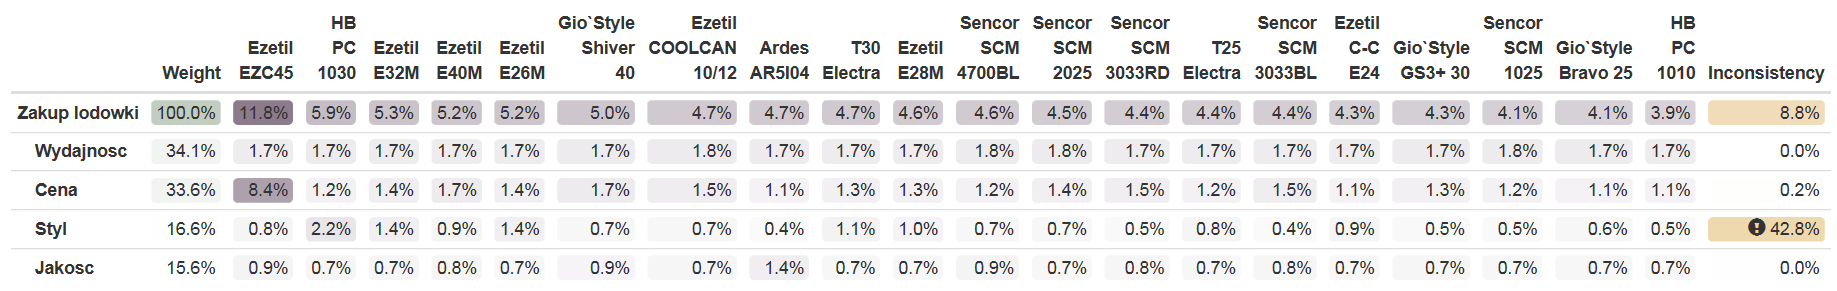 HB Gio`Style Ezetil Sencor Sencor Sencor Sencor Ezetil Sencor HB
Ezetil PC Ezetil Ezetil Ezetil Shiver COOLCAN Ardes T30 Ezetil SCM SCM SCM T25 SCM C-C Gio`Style SCM Gio`Style PC
Weight EZC45 1030 E32M E40M E26M 40 10/12 AR5I04 Electra E28M 4700BL 2025 3033RD Electra 3033BL E24 GS3+ 30 1025 Bravo 25 1010 Inconsistency
Zakup lodowki 100.0% 11.8% 5.9% 5.3% 5.2% 5.2% 5.0% 4.7% 4.7% 4.7% 4.6% 4.6% 4.5% 4.4% 4.4% 4.4% 4.3% 4.3% 4.1% 4.1% 3.9% 8.8%
Wydajnosc 34.1% 1.7% 1.7% 1.7% 1.7% 1.7% 1.7% 1.8% 1.7% 1.7% 1.7% 1.8% 1.8% 1.7% 1.7% 1.7% 1.7% 1.7% 1.8% 1.7% 1.7% 0.0%
Cena 33.6% 8.4% 1.2% 1.4% 1.7% 1.4% 1.7% 1.5% 1.1% 1.3% 1.3% 1.2% 1.4% 1.5% 1.2% 1.5% 1.1% 1.3% 1.2% 1.1% 1.1% 0.2%
Styl 16.6% 0.8% 2.2% 1.4% 0.9% 1.4% 0.7% 0.7% 0.4% 1.1% 1.0% 0.7% 0.7% 0.5% 0.8% 0.4% 0.9% 0.5% 0.5% 0.6% 0.5% 42.8%
Jakosc 15.6% 0.9% 0.7% 0.7% 0.8% 0.7% 0.9% 0.7% 1.4% 0.7% 0.7% 0.9% 0.7% 0.8% 0.7% 0.8% 0.7% 0.7% 0.7% 0.7% 0.7% 0.0%